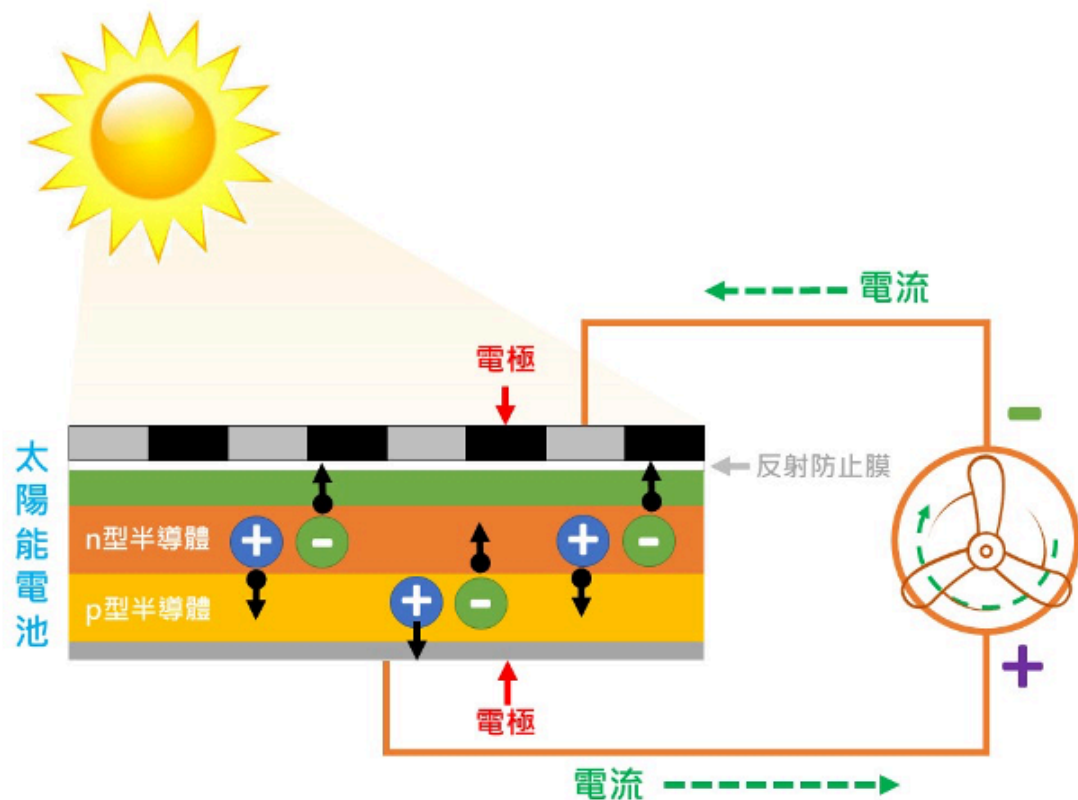 電流
電極
-
反射防止膜
太陽能電池
n型半導體
+ - + -
p型半導體
+ -
+
電極
電流